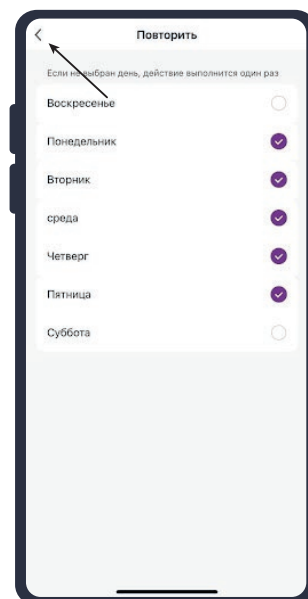 Повторить
Если не выбран день, действие выполнится один раз
Воскресенье
Понедельник
Вторник
среда
Четверг
Пятница
Суббота